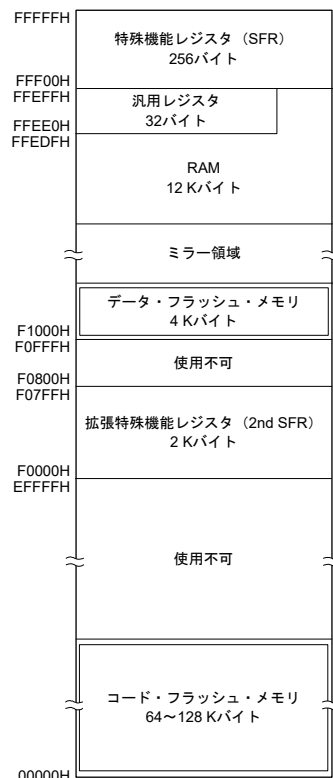 FFFFFH
特殊機能レジスタ（SFR）
256バイト
FFF00H
FFEFFH
汎用レジスタ
32バイト
FFEE0H
FFEDFH
RAM
12 Kバイト
ミラー領域
データ・フラッシュ・メモリ
4 Kバイト
F1000H
F0FFFH
使用不可
F0800H
F07FFH
拡張特殊機能レジスタ（2nd SFR）
2 Kバイト
F0000H
EFFFFH
使用不可
コード・フラッシュ・メモリ
64～128 Kバイト
00000H